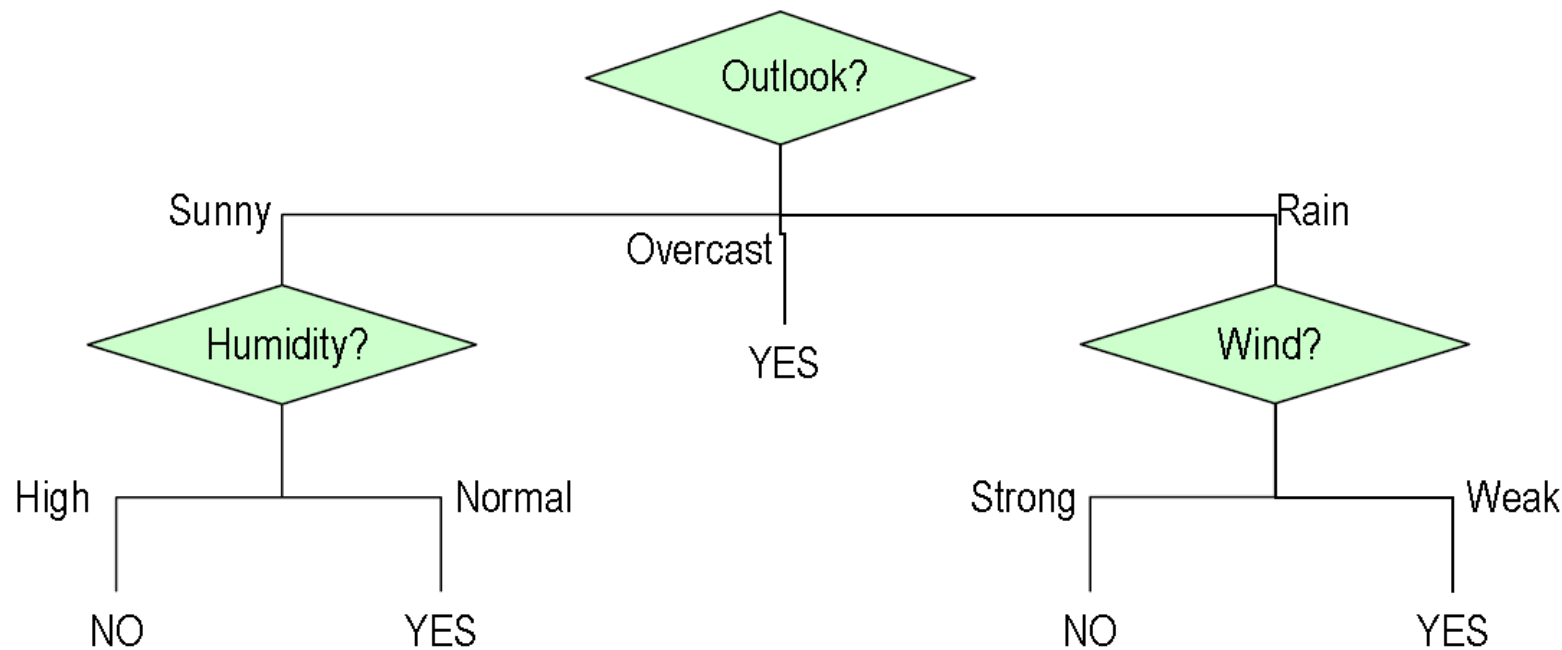 Outlook?
Sunny
Overcast
Rain
Humidity?
YES
Wind?
High
Normal
Strong
Weak
NO
YES
NO
YES